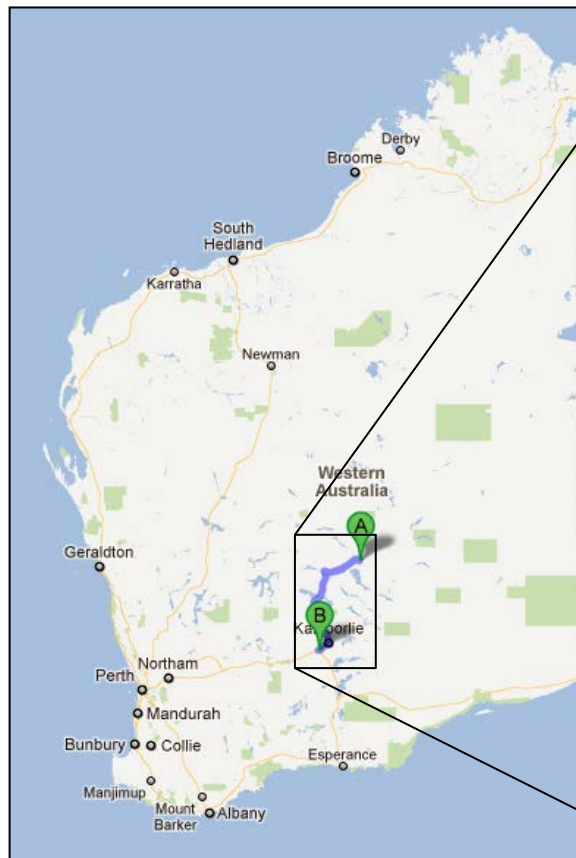 Derby
Broome
South
Hedland
Karratha
Newman
Western
Australia
A
Geraldton
B
Northam
Perth
Mandurah
Bunbury
Collie
Esperance
Manjimup
Mount
Barker
Albany